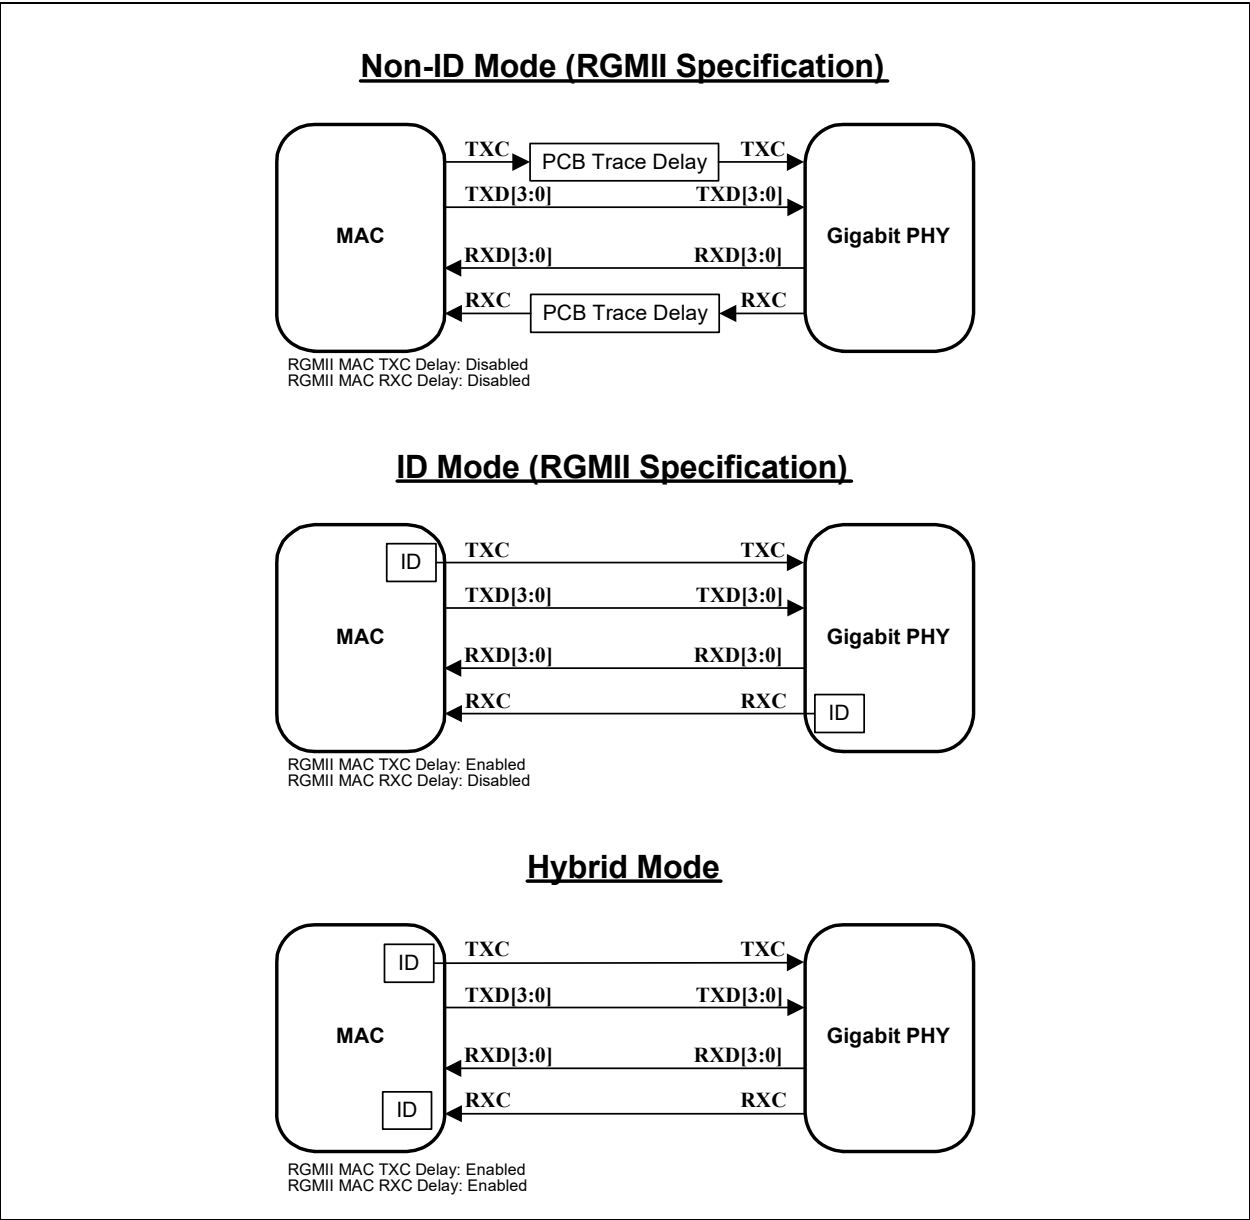 Non-ID Mode (RGMII Specification)
TXC PCB Trace Delay TXC
TXD[3:0] TXD[3:0]
MAC Gigabit PHY
RXD[3:0] RXD[3:0]
RXC PCB Trace Delay RXC
RGMII MAC TXC Delay: Disabled
RGMII MAC RXC Delay: Disabled
ID Mode (RGMII Specification)
ID TXC TXC
TXD[3:0] TXD[3:0]
MAC Gigabit PHY
RXD[3:0] RXD[3:0]
RXC RXC ID
RGMII MAC TXC Delay: Enabled
RGMII MAC RXC Delay: Disabled
Hybrid Mode
ID TXC TXC
TXD[3:0] TXD[3:0]
MAC Gigabit PHY
RXD[3:0] RXD[3:0]
ID RXC RXC
RGMII MAC TXC Delay: Enabled
RGMII MAC RXC Delay: Enabled